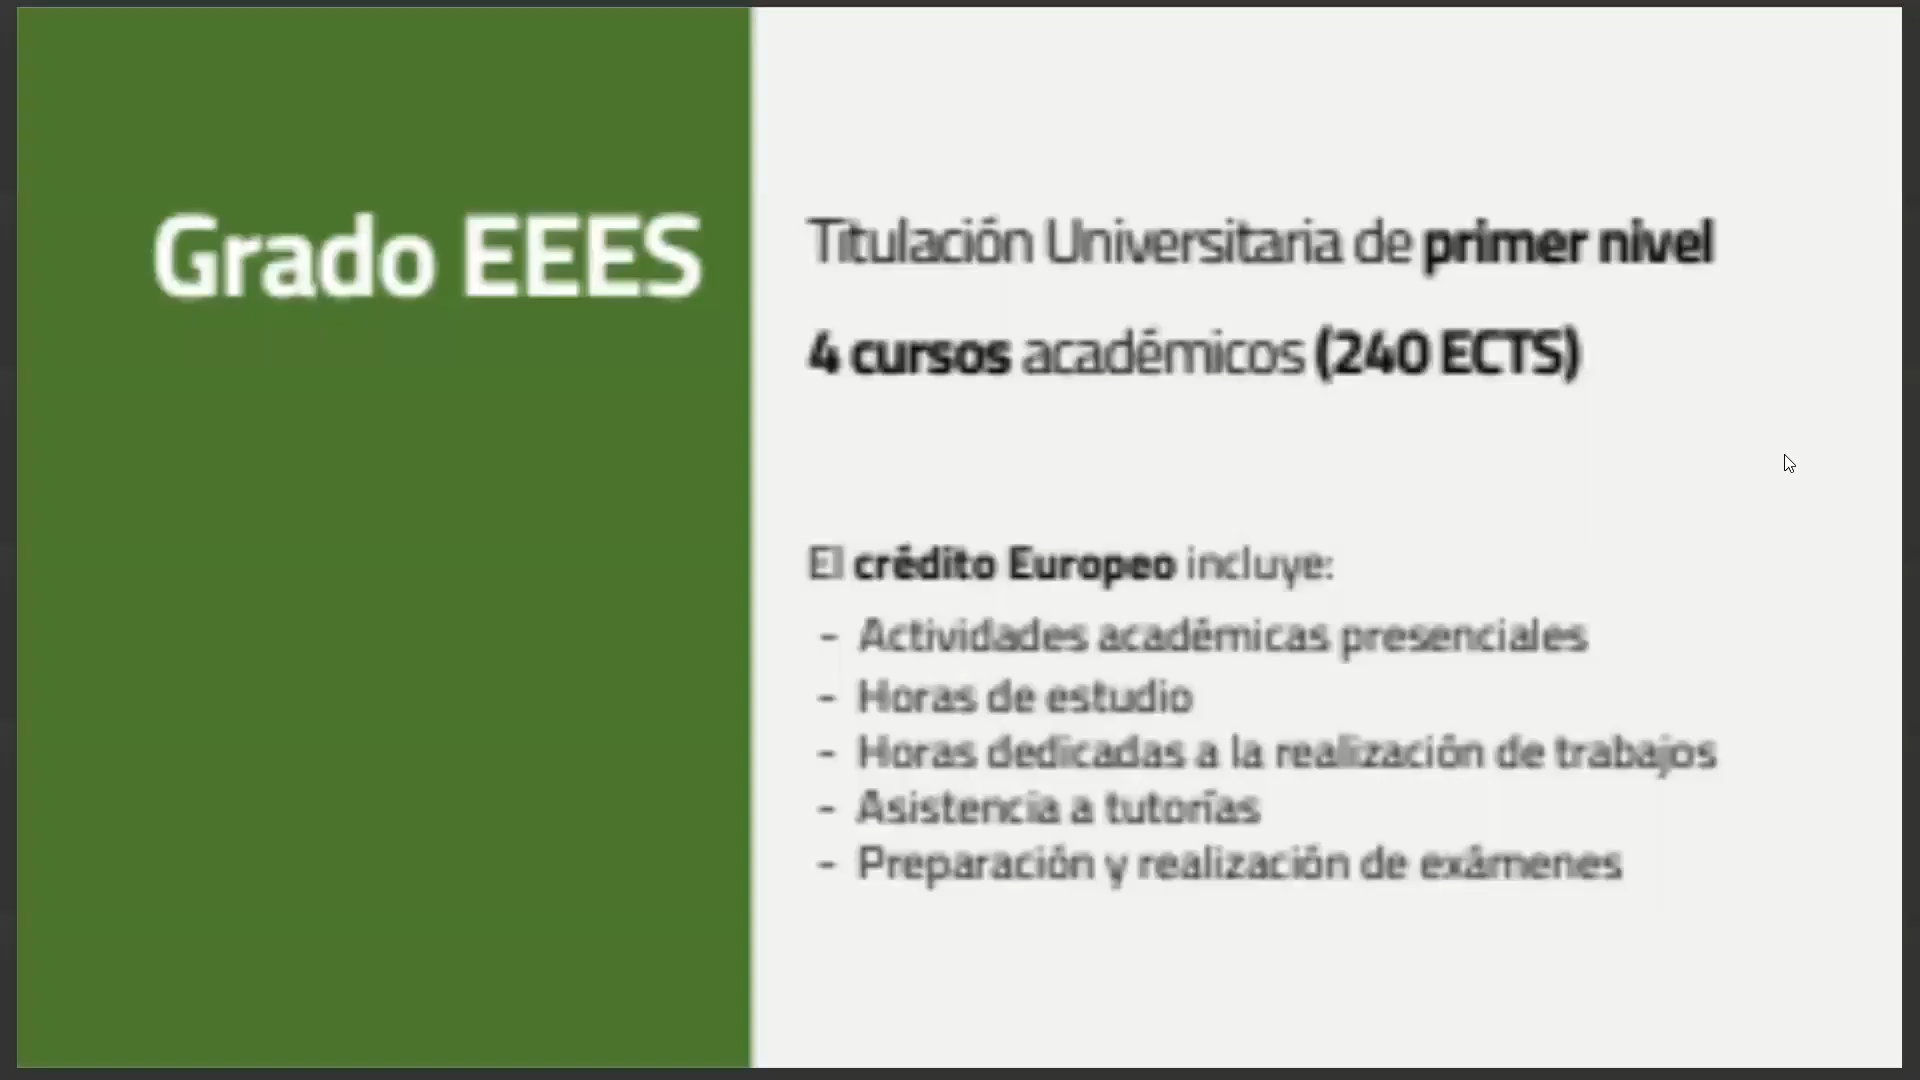 Grado EEES
Titulación Universitaria de primer nivel
4 cursos académicos (240 ECTS)
El crédito Europeo incluye:
- Actividades académicas presenciales
- Horas de estudio
- Horas dedicadas a la realización de trabajos
- Asistencia a tutorías
- Preparación y realización de exámenes